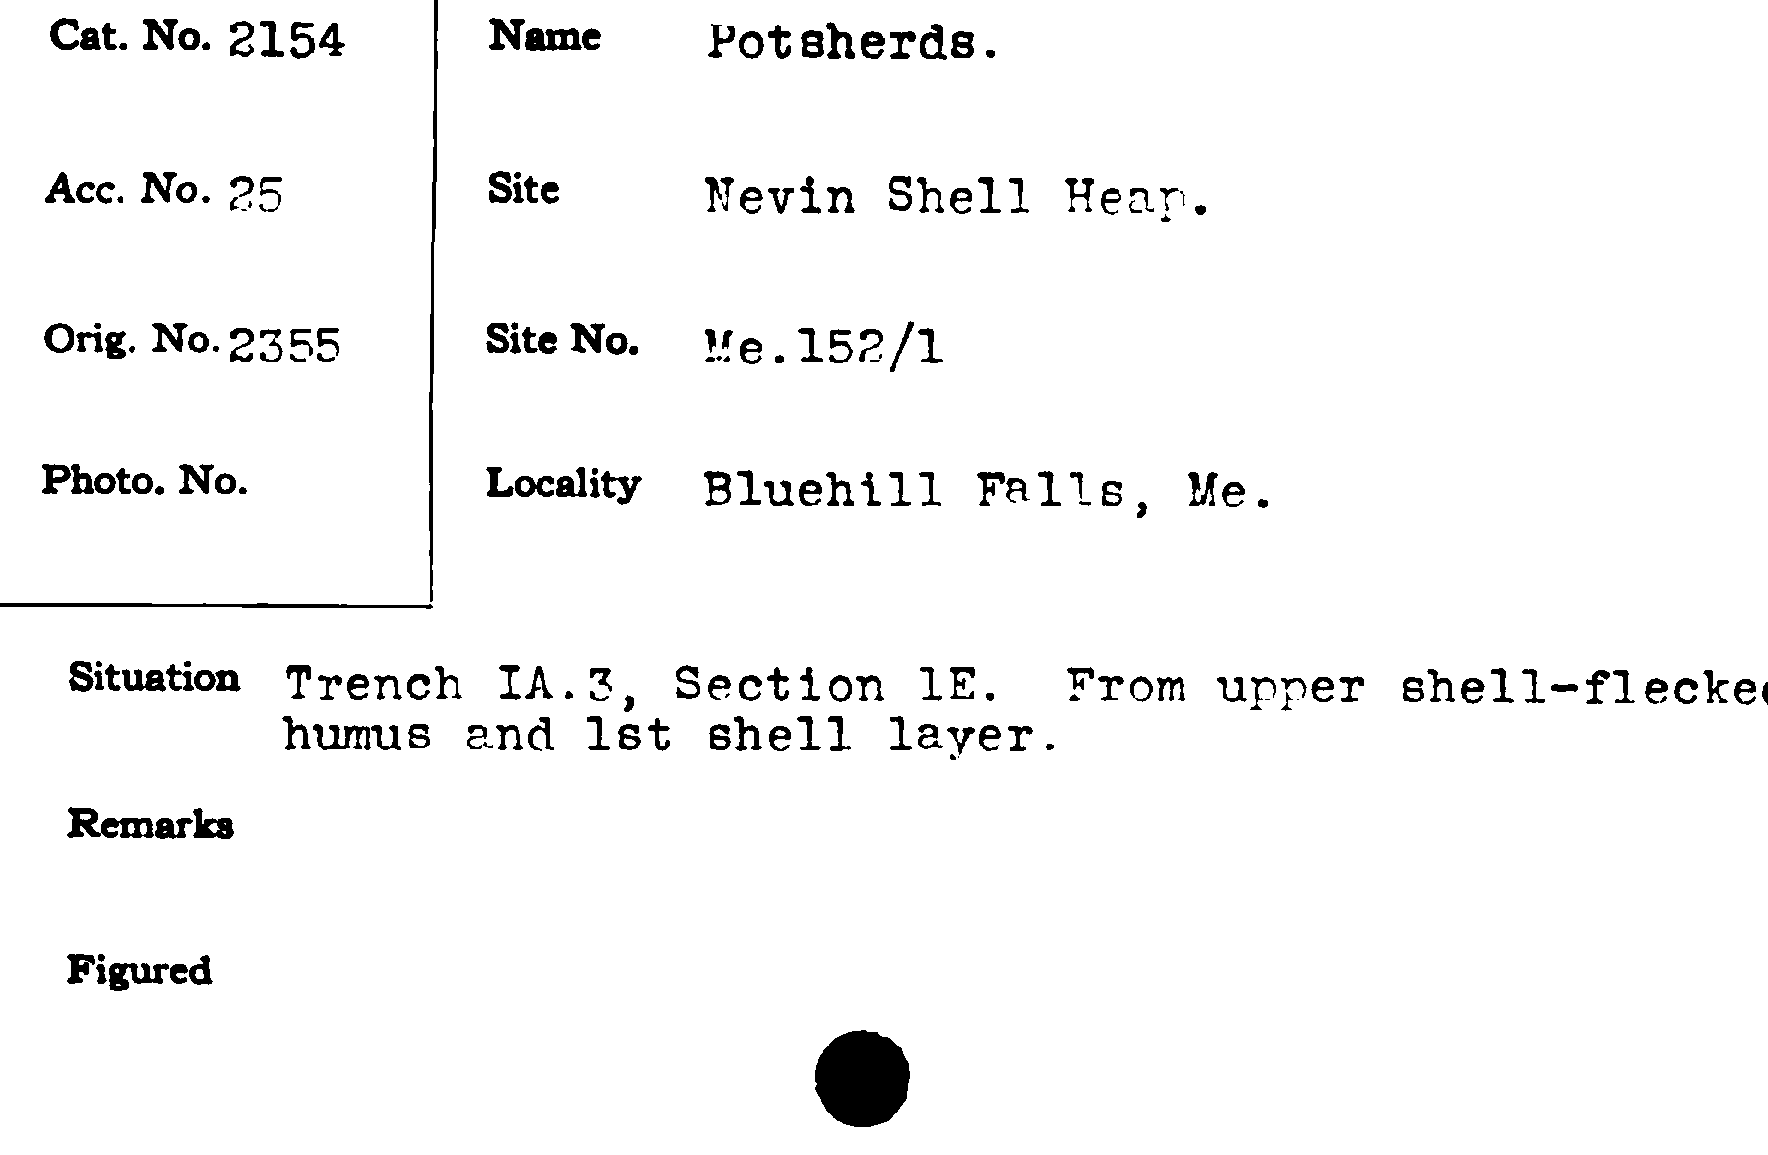 Cat. No. 2154 Name Potsherds.
Acc. No. 25 Site Nevin Shell Heap.
Orig. No. 2355 Site No. Me.152/1
Photo. No. Locality Bluehill Falls, Me.
Situation Trench IA.3, Section 1E. From upper shell-flecked
humus and 1st shell layer.
Remarks
Figured